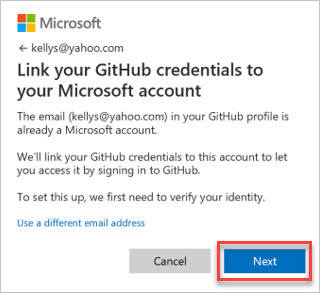 Microsoft
← kellys@yahoo.com
Link your GitHub credentials to
your Microsoft account
The email (kellys@yahoo.com) in your GitHub profile is
already a Microsoft account.
We'll link your GitHub credentials to this account to let
you access it by signing in to GitHub.
To set this up, we first need to verify your identity.
Use a different email address
Cancel Next